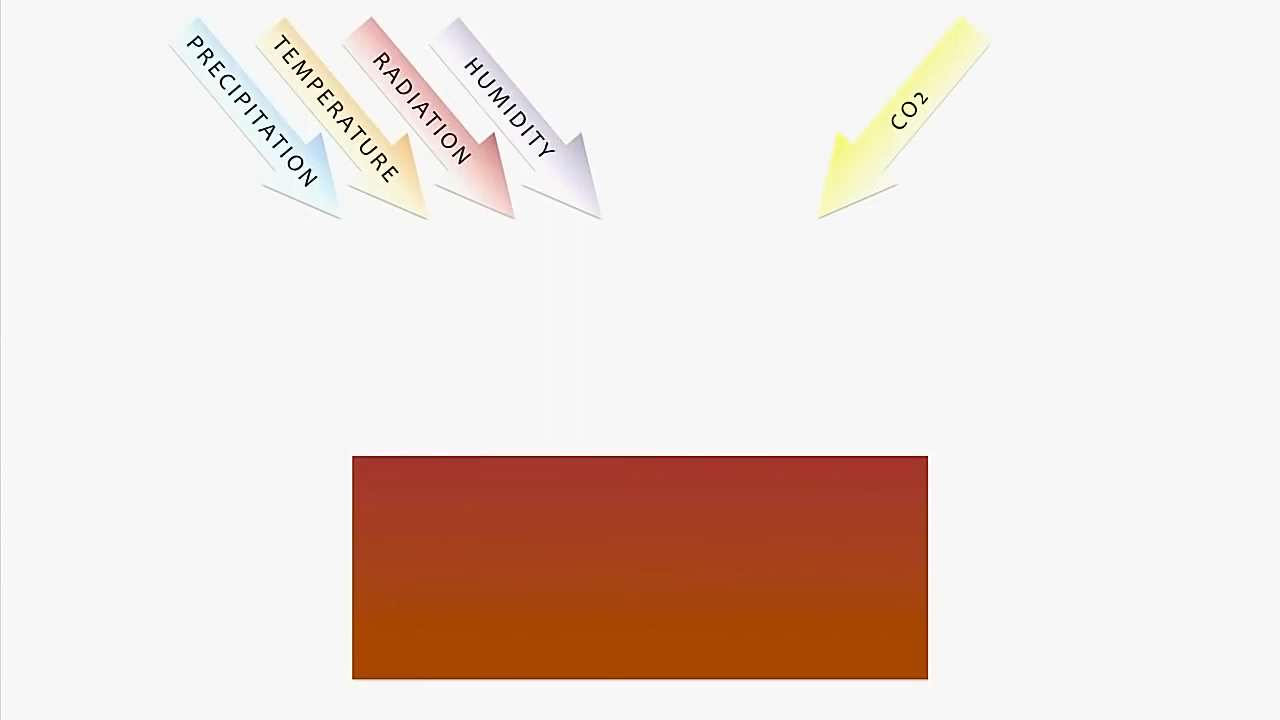 PRECIPITATION
TEMPERATURE
RADIATION
HUMIDITY
CO2